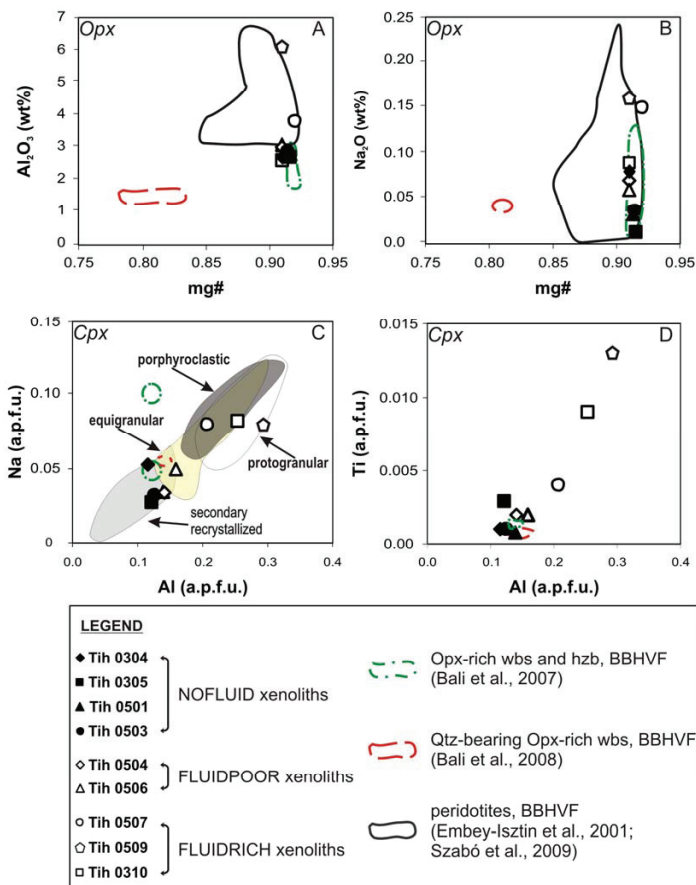 Opx A
Al₂O₃ (wt%)
7
6
5
4
3
2
1
0
0.75 0.80 0.85 0.90 0.95
mg#
Opx B
Na₂O (wt%)
0.25
0.20
0.15
0.10
0.05
0.0
0.75 0.80 0.85 0.90 0.95
mg#
Cpx C
Na (a.p.f.u.)
0.15
0.10
0.05
0
porphyroclastic
equigranular
protogranular
secondary
recrystallized
0.0 0.1 0.2 0.3 0.4
Al (a.p.f.u.)
Cpx D
Ti (a.p.f.u.)
0.015
0.010
0.005
0.000
0.0 0.1 0.2 0.3 0.4
Al (a.p.f.u.)
LEGEND
Tih 0304
Tih 0305
Tih 0501
Tih 0503
NOFLUID xenoliths
Tih 0504
Tih 0506
FLUIDPOOR xenoliths
Tih 0507
Tih 0509
Tih 0310
FLUIDRICH xenoliths
Opx-rich wbs and hzb, BBHVF
(Bali et al., 2007)
Qtz-bearing Opx-rich wbs, BBHVF
(Bali et al., 2008)
peridotites, BBHVF
(Embey-Isztin et al., 2001;
Szabó et al., 2009)